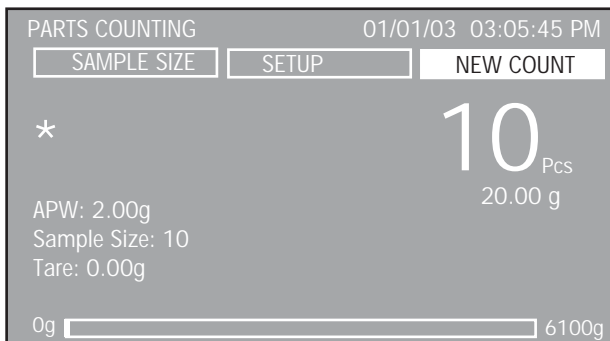 PARTS COUNTING 01/01/03 03:05:45 PM
SAMPLE SIZE SETUP NEW COUNT
*
10 Pcs
20.00 g
APW: 2.00g
Sample Size: 10
Tare: 0.00g
0g 6100g